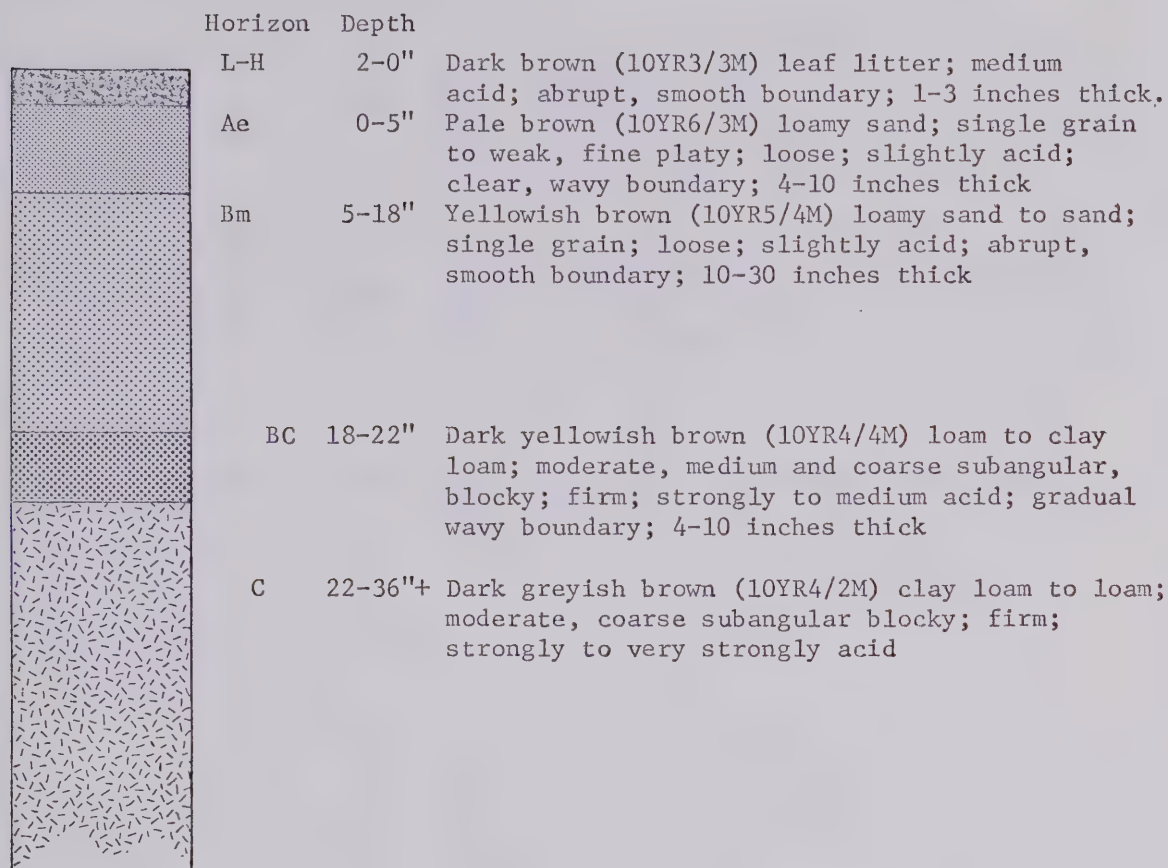 Horizon Depth
L-H 2-0" Dark brown (10YR3/3M) leaf litter; medium
acid; abrupt, smooth boundary; 1-3 inches thick.
Ae 0-5" Pale brown (10YR6/3M) loamy sand; single grain
to weak, fine platy; loose; slightly acid;
clear, wavy boundary; 4-10 inches thick
Bm 5-18" Yellowish brown (10YR5/4M) loamy sand to sand;
single grain; loose; slightly acid; abrupt,
smooth boundary; 10-30 inches thick
BC 18-22" Dark yellowish brown (10YR4/4M) loam to clay
loam; moderate, medium and coarse subangular,
blocky; firm; strongly to medium acid; gradual
wavy boundary; 4-10 inches thick
C 22-36"+ Dark greyish brown (10YR4/2M) clay loam to loam;
moderate, coarse subangular blocky; firm;
strongly to very strongly acid